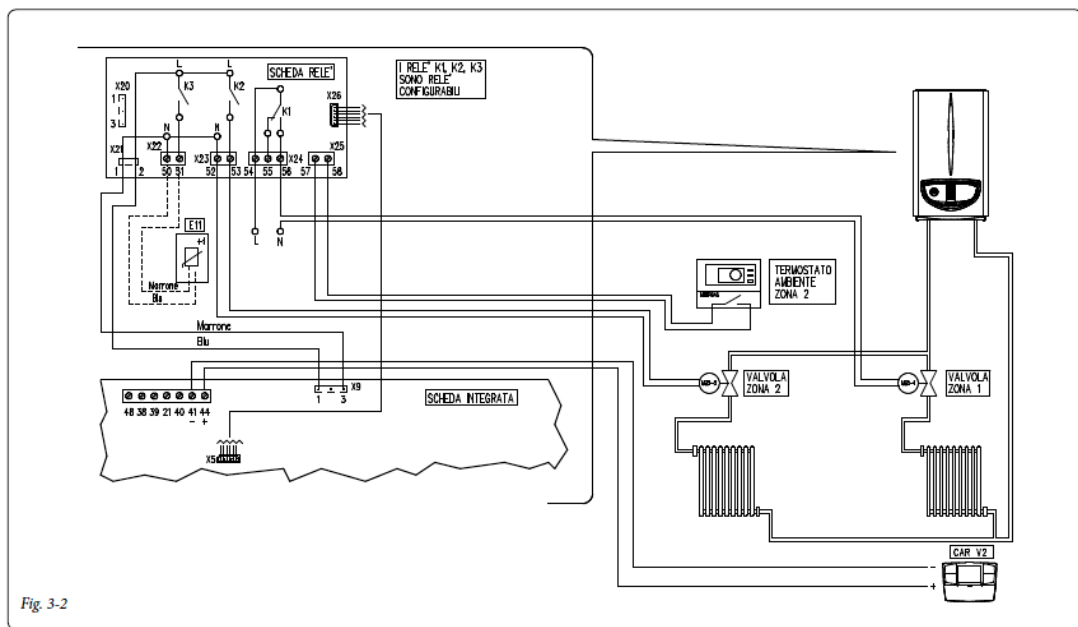 SCHEDA RELE'
I RELE' K1, K2, K3
SONO RELE'
CONFIGURABILI
X20
1
3
L
K3
L
K2
K1
X26
N
N
X21
X22
X23
X24
X25
1 2 50 51 52 53 54 55 56 57 58
E11
+t
L N
Marrone
Blu
Marrone
Blu
TERMOSTATO
AMBIENTE
ZONA 2
VALVOLA
ZONA 2
VALVOLA
ZONA 1
X9
1 3
SCHEDA INTEGRATA
48 38 39 21 40 41 44
- +
X5
CAR V2
-
+
Fig. 3-2